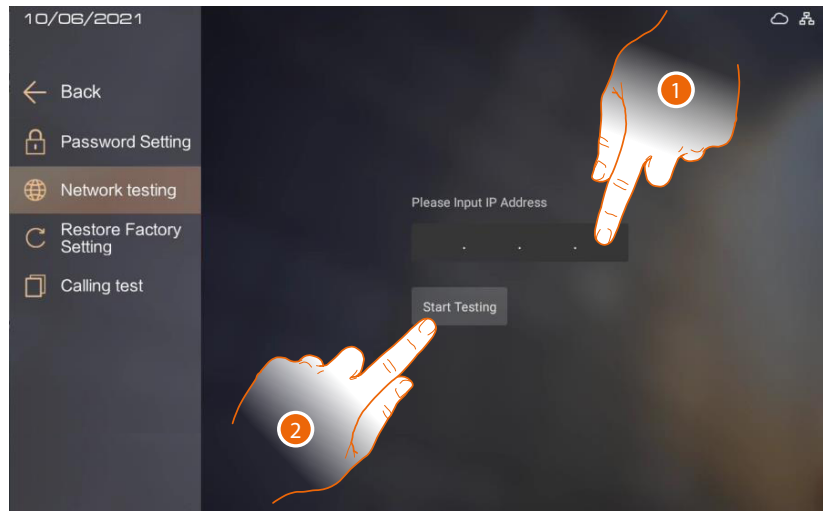 10/06/2021
Back
Password Setting
Network testing
Restore Factory
Setting
Calling test
Please Input IP Address
. . .
Start Testing
1
2